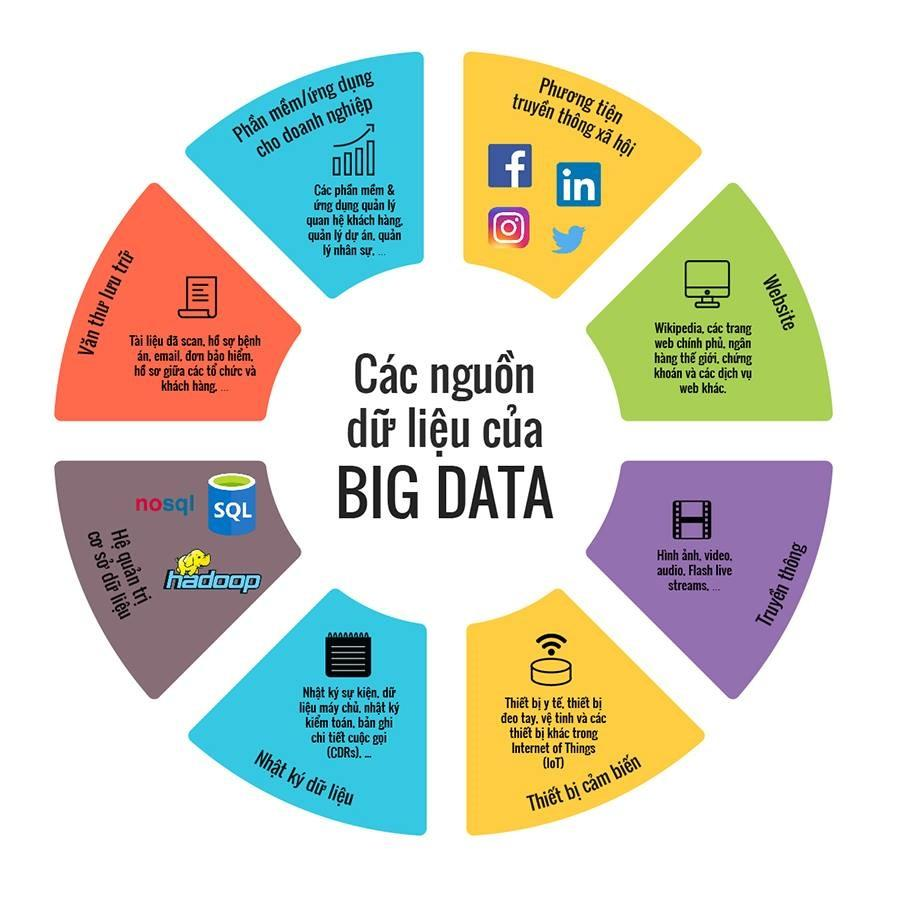 Các nguồn
dữ liệu của
BIG DATA
Phương tiện
truyền thông xã hội
f
in
Website
Wikipedia, các trang
web chính phủ, ngân
hàng thế giới, chứng
khoán và các dịch vụ
web khác.
Hình ảnh, video,
audio, Flash live
streams, ...
Truyền thông
Thiết bị y tế, thiết bị
đeo tay, vệ tinh và các
thiết bị khác trong
Internet of Things
(IoT)
Thiết bị cảm biến
Nhật ký sự kiện, dữ
liệu máy chủ, nhật ký
kiểm toán, bản ghi
chi tiết cuộc gọi
(CDRs), ...
Nhật ký dữ liệu
nosql
SQL
hadoop
Hệ quản trị
cơ sở dữ liệu
Văn thư lưu trữ
Tài liệu đã scan, hồ sợ bệnh
án, email, đơn bảo hiểm,
hồ sơ giữa các tổ chức và
khách hàng, ...
Phần mềm/ứng dụng
cho doanh nghiệp
Các phần mềm &
ứng dụng quản lý
quan hệ khách hàng,
quản lý dự án, quản
lý nhân sự, ...